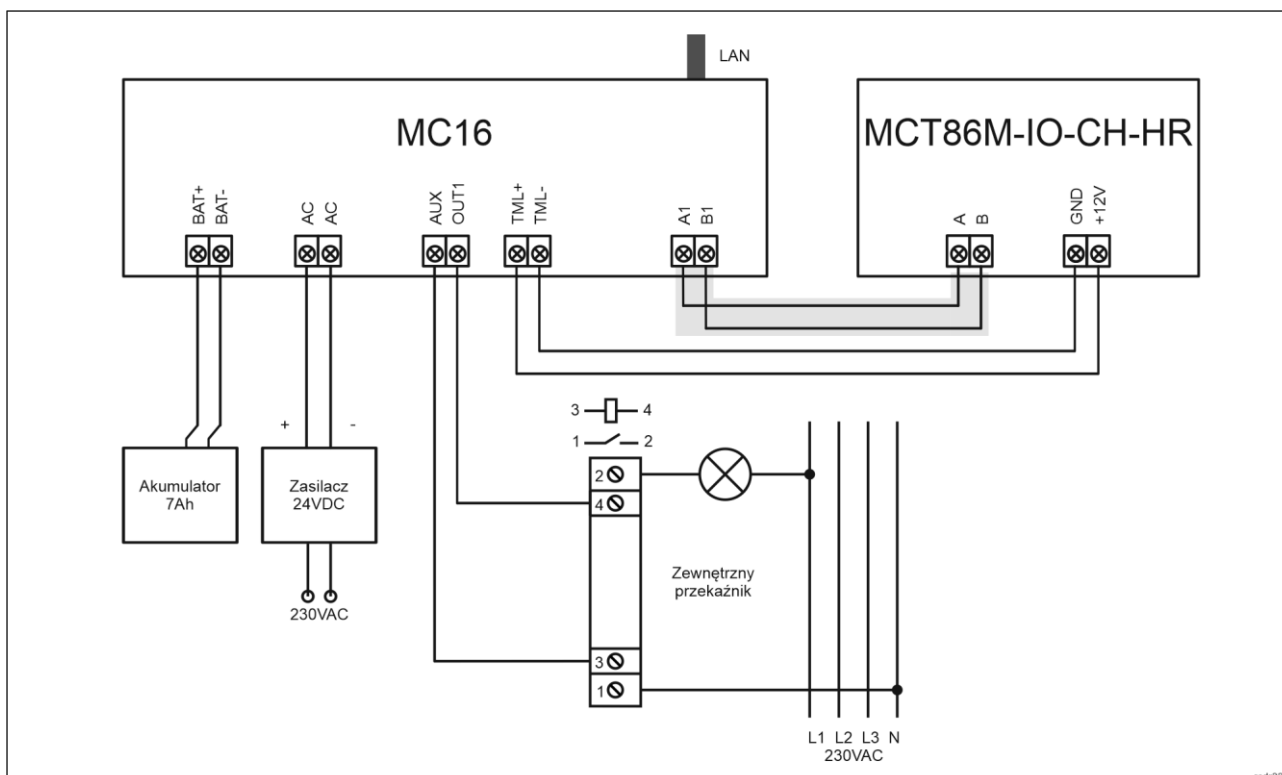 LAN
MC16
MCT86M-IO-CH-HR
BAT+
BAT-
AC
AC
AUX
OUT1
TML+
TML-
A1
B1
A
B
GND
+12V
+
-
Akumulator
7Ah
Zasilacz
24VDC
230VAC
3
4
1
2
2
4
Zewnętrzny
przekaźnik
3
1
L1 L2 L3 N
230VAC